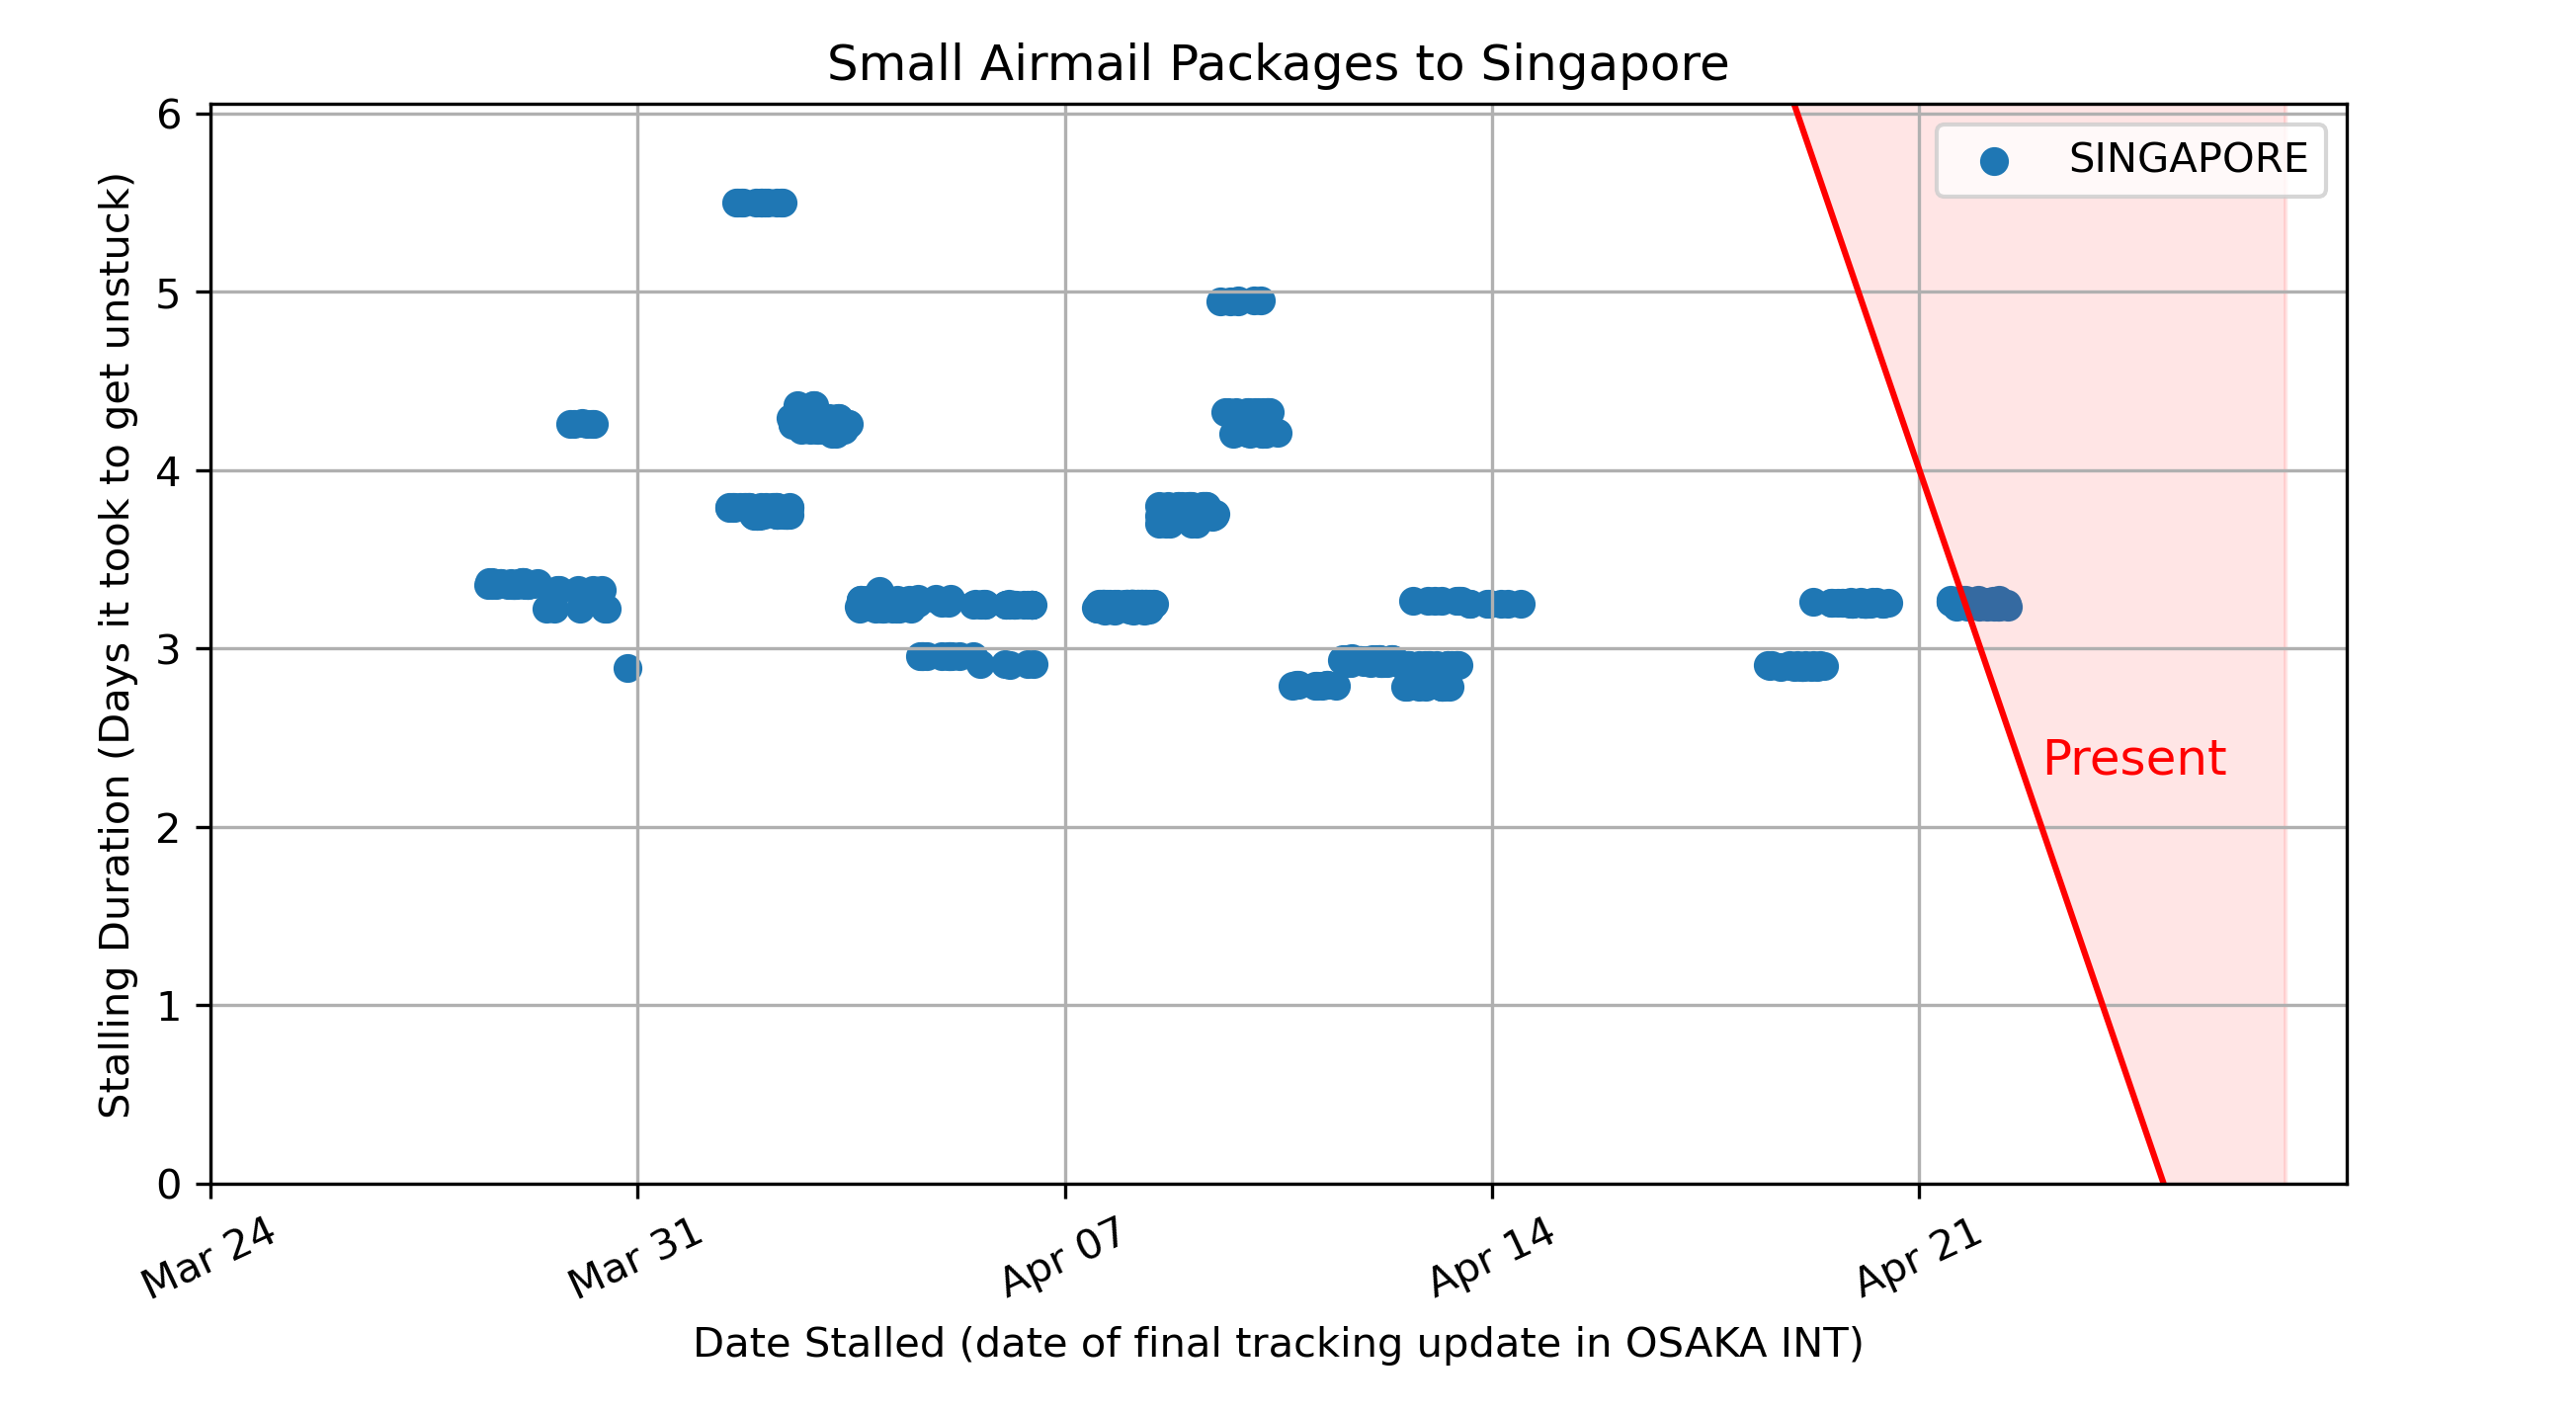 Small Airmail Packages to Singapore
SINGAPORE
Stalling Duration (Days it took to get unstuck)
6
5
4
3
2
1
0
Present
Mar 24
Mar 31
Apr 07
Apr 14
Apr 21
Date Stalled (date of final tracking update in OSAKA INT)